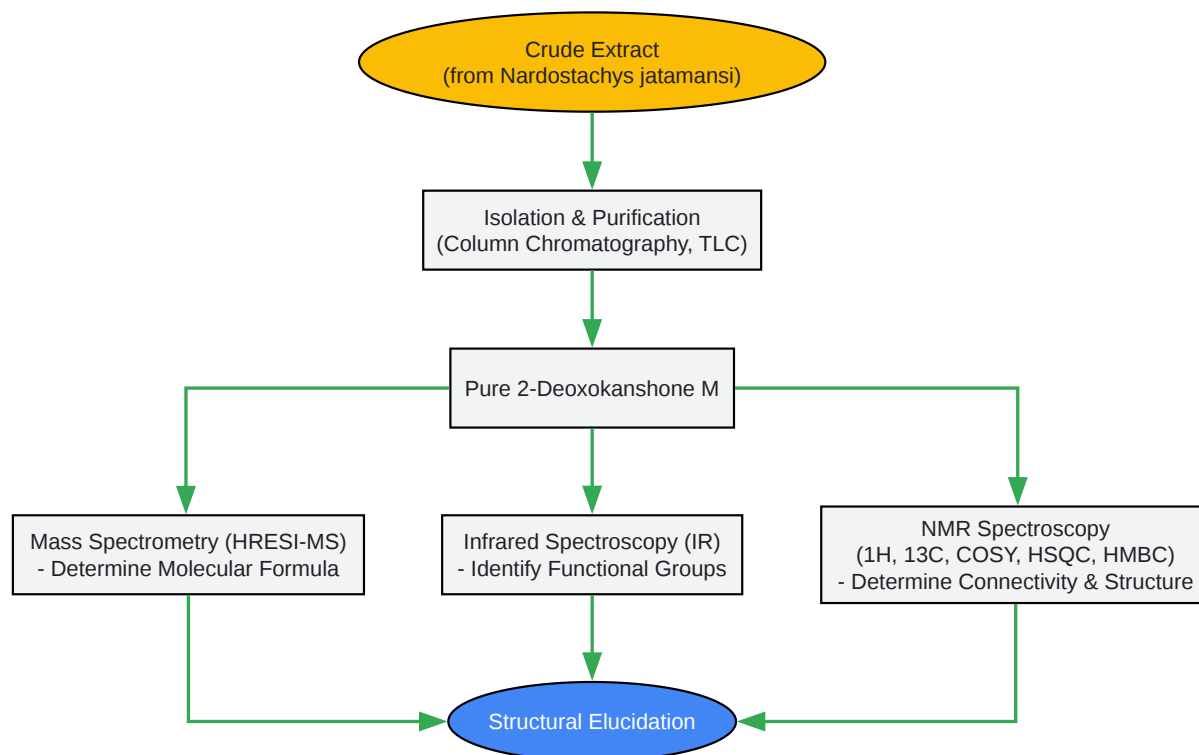 Crude Extract
(from Nardostachys jatamansi)
Isolation & Purification
(Column Chromatography, TLC)
Pure 2-Deoxokanshone M
Mass Spectrometry (HRESI-MS)
- Determine Molecular Formula
Infrared Spectroscopy (IR)
- Identify Functional Groups
NMR Spectroscopy
(1H, 13C, COSY, HSQC, HMBC)
- Determine Connectivity & Structure
Structural Elucidation